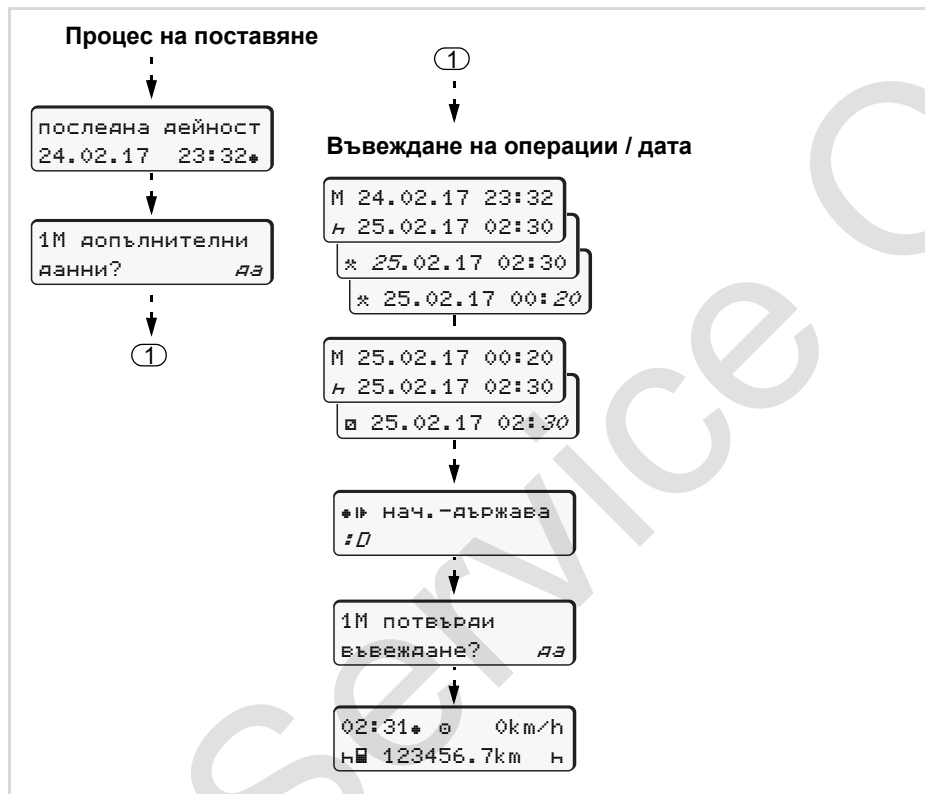 Процес на поставяне
последна дейност
24.02.17 23:32●
1М допълнителни
данни? да
1
1
Въвеждане на операции / дата
М 24.02.17 23:32
25.02.17 02:30
25.02.17 02:30
25.02.17 00:20
М 25.02.17 00:20
25.02.17 02:30
25.02.17 02:30
●I▶ нач.-държава
:D
1М потвърди
въвеждане? да
02:31● 0km/h
123456.7km
Service O